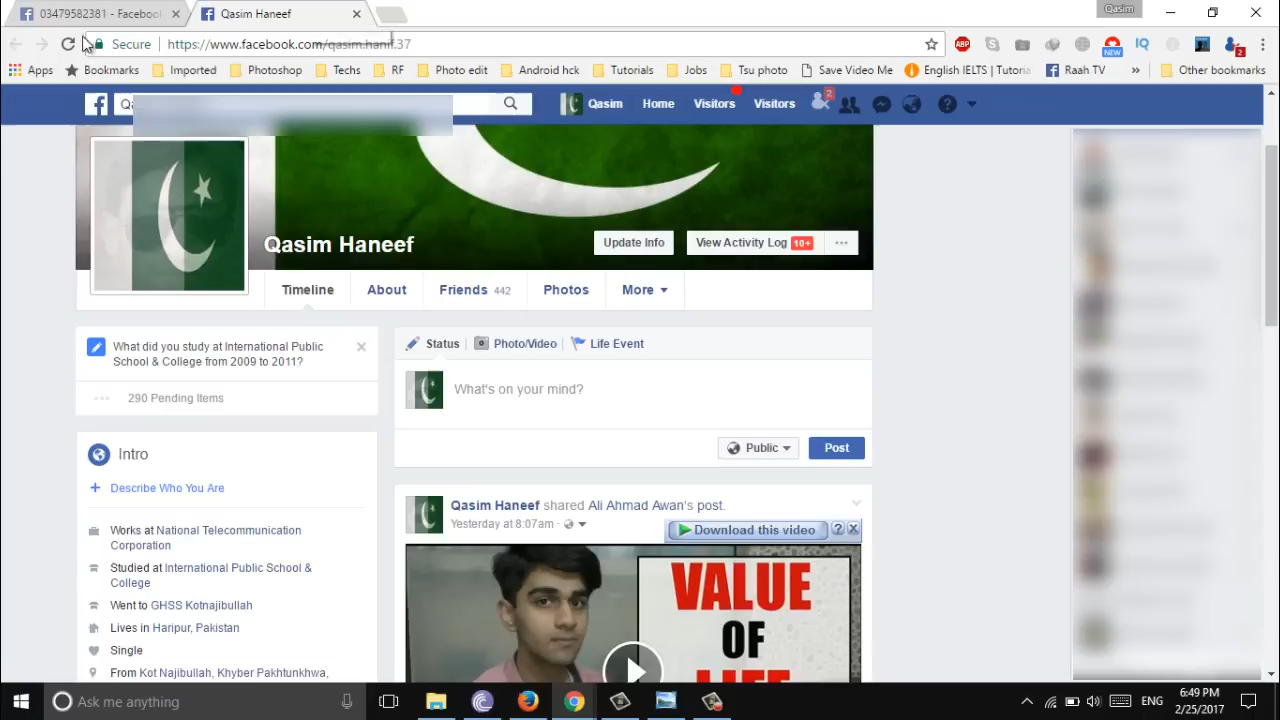 03479582381 - Facebook
Qasim Haneef
Qasim
Secure https://www.facebook.com/qasim.hanif.37
ABP NEW IQ 2
Apps Bookmarks Imported Photoshop Techs RF Photo edit Android hck Tutorials Jobs Tsu photo Save Video Me English IELTS | Tutoria Raah TV » Other bookmarks
Qasim Home Visitors Visitors 2
Qasim Haneef
Update Info View Activity Log 10+ ...
Timeline About Friends 442 Photos More
What did you study at International Public
School & College from 2009 to 2011?
290 Pending Items
Status Photo/Video Life Event
What's on your mind?
Public Post
Intro
Describe Who You Are
Works at National Telecommunication
Corporation
Studied at International Public School &
College
Went to GHSS Kotnajibullah
Lives in Haripur, Pakistan
Single
From Kot Najibullah, Khyber Pakhtunkhwa,
Qasim Haneef shared Ali Ahmad Awan's post.
Yesterday at 8:07am ·
Download this video ?
VALUE
OF
LIFE
Ask me anything
ENG
6:49 PM
2/25/2017